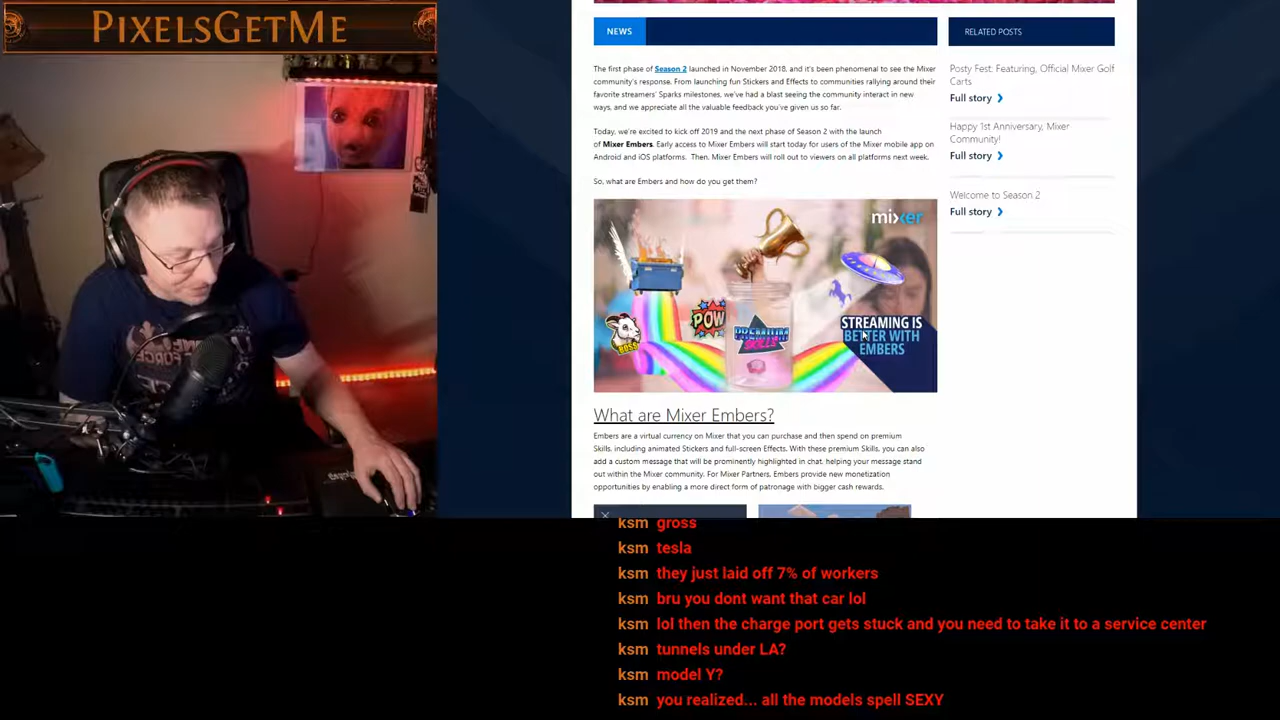 PIXELSGETME
NEWS
The first phase of Season 2 launched in November 2018, and it's been phenomenal to see the Mixer
community's response. From launching fun Stickers and Effects to communities rallying around their
favorite streamers' Sparks milestones, we've had a blast seeing the community interact in new
ways, and we appreciate all the valuable feedback you've given us so far.
Today, we're excited to kick off 2019 and the next phase of Season 2 with the launch
of Mixer Embers. Early access to Mixer Embers will start today for users of the Mixer mobile app on
Android and iOS platforms. Then, Mixer Embers will roll out to viewers on all platforms next week.
So, what are Embers and how do you get them?
mixer
BOSS
POW
PREMIUM
SKILLS
STREAMING IS
BETTER WITH
EMBERS
What are Mixer Embers?
Embers are a virtual currency on Mixer that you can purchase and then spend on premium
Skills, including animated Stickers and full-screen Effects. With these premium Skills, you can also
add a custom message that will be prominently highlighted in chat, helping your message stand
out within the Mixer community. For Mixer Partners, Embers provide new monetization
opportunities by enabling a more direct form of patronage with bigger cash rewards.
RELATED POSTS
Posty Fest: Featuring, Official Mixer Golf
Carts
Full story ❯
Happy 1st Anniversary, Mixer
Community!
Full story ❯
Welcome to Season 2
Full story ❯
ksm gross
ksm tesla
ksm they just laid off 7% of workers
ksm bru you dont want that car lol
ksm lol then the charge port gets stuck and you need to take it to a service center
ksm tunnels under LA?
ksm model Y?
ksm you realized... all the models spell SEXY